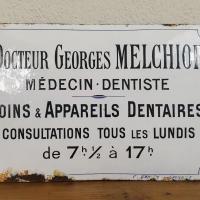 DOCTEUR GEORGES MELCHIOR
MÉDECIN-DENTISTE
SOINS & APPAREILS DENTAIRES
CONSULTATIONS TOUS LES LUNDIS
de 7h½ à 17h.